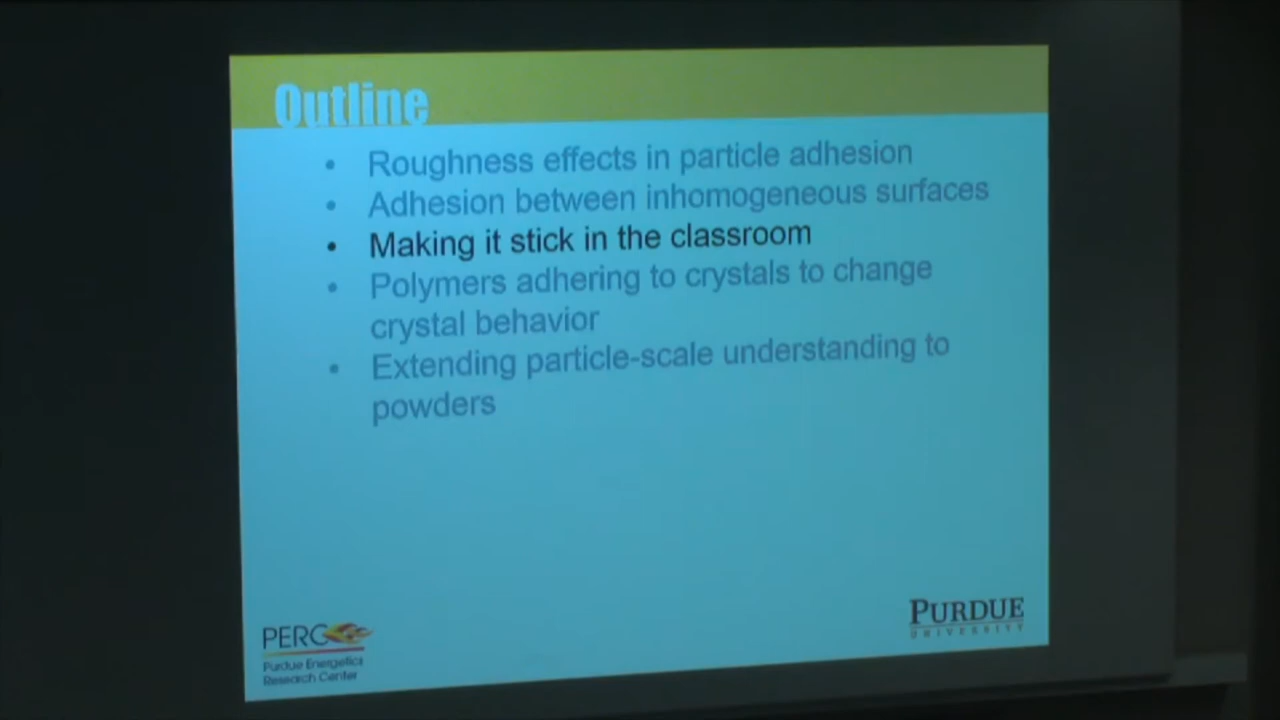 Outline
• Roughness effects in particle adhesion
• Adhesion between inhomogeneous surfaces
• Making it stick in the classroom
• Polymers adhering to crystals to change
crystal behavior
• Extending particle-scale understanding to
powders
PERC
Purdue Energetics
Research Center
PURDUE
UNIVERSITY